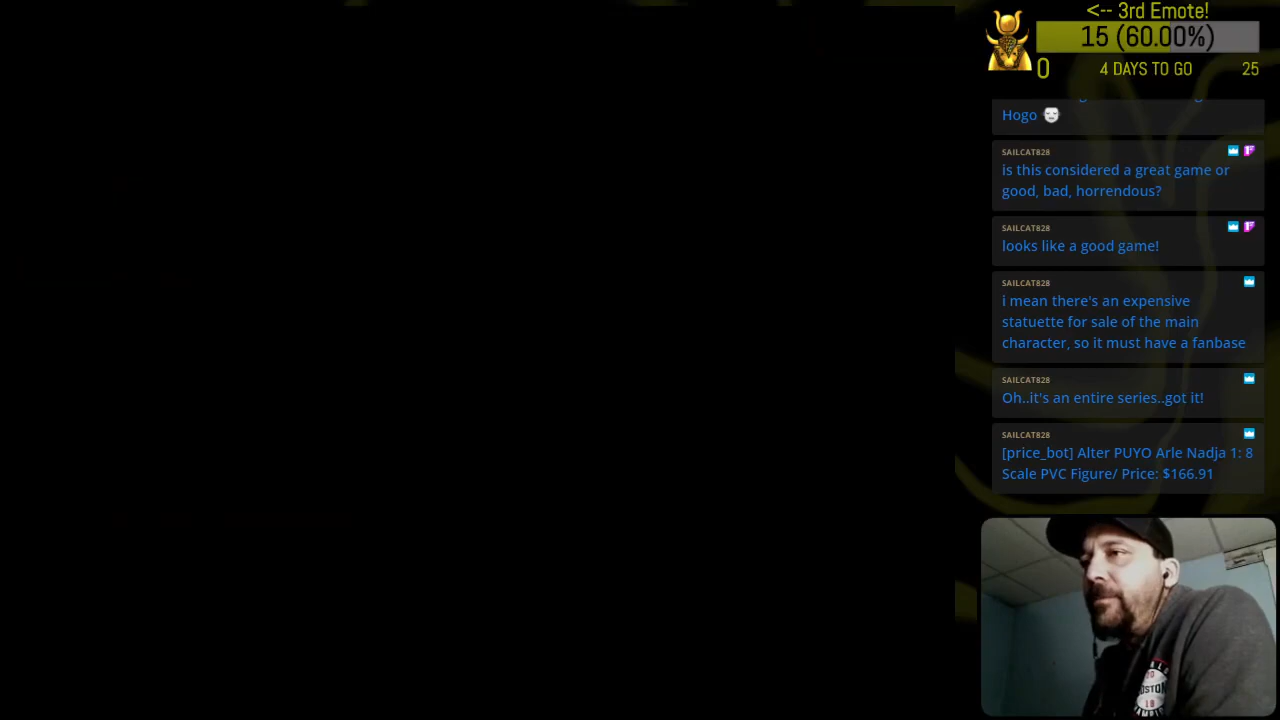 <-- 3rd Emote!
15 (60.00%)
0 4 DAYS TO GO 25
Hogo
SAILCAT828
is this considered a great game or
good, bad, horrendous?
SAILCAT828
looks like a good game!
SAILCAT828
i mean there's an expensive
statuette for sale of the main
character, so it must have a fanbase
SAILCAT828
Oh..it's an entire series..got it!
SAILCAT828
[price_bot] Alter PUYO Arle Nadja 1: 8
Scale PVC Figure/ Price: $166.91
BOSTON
18